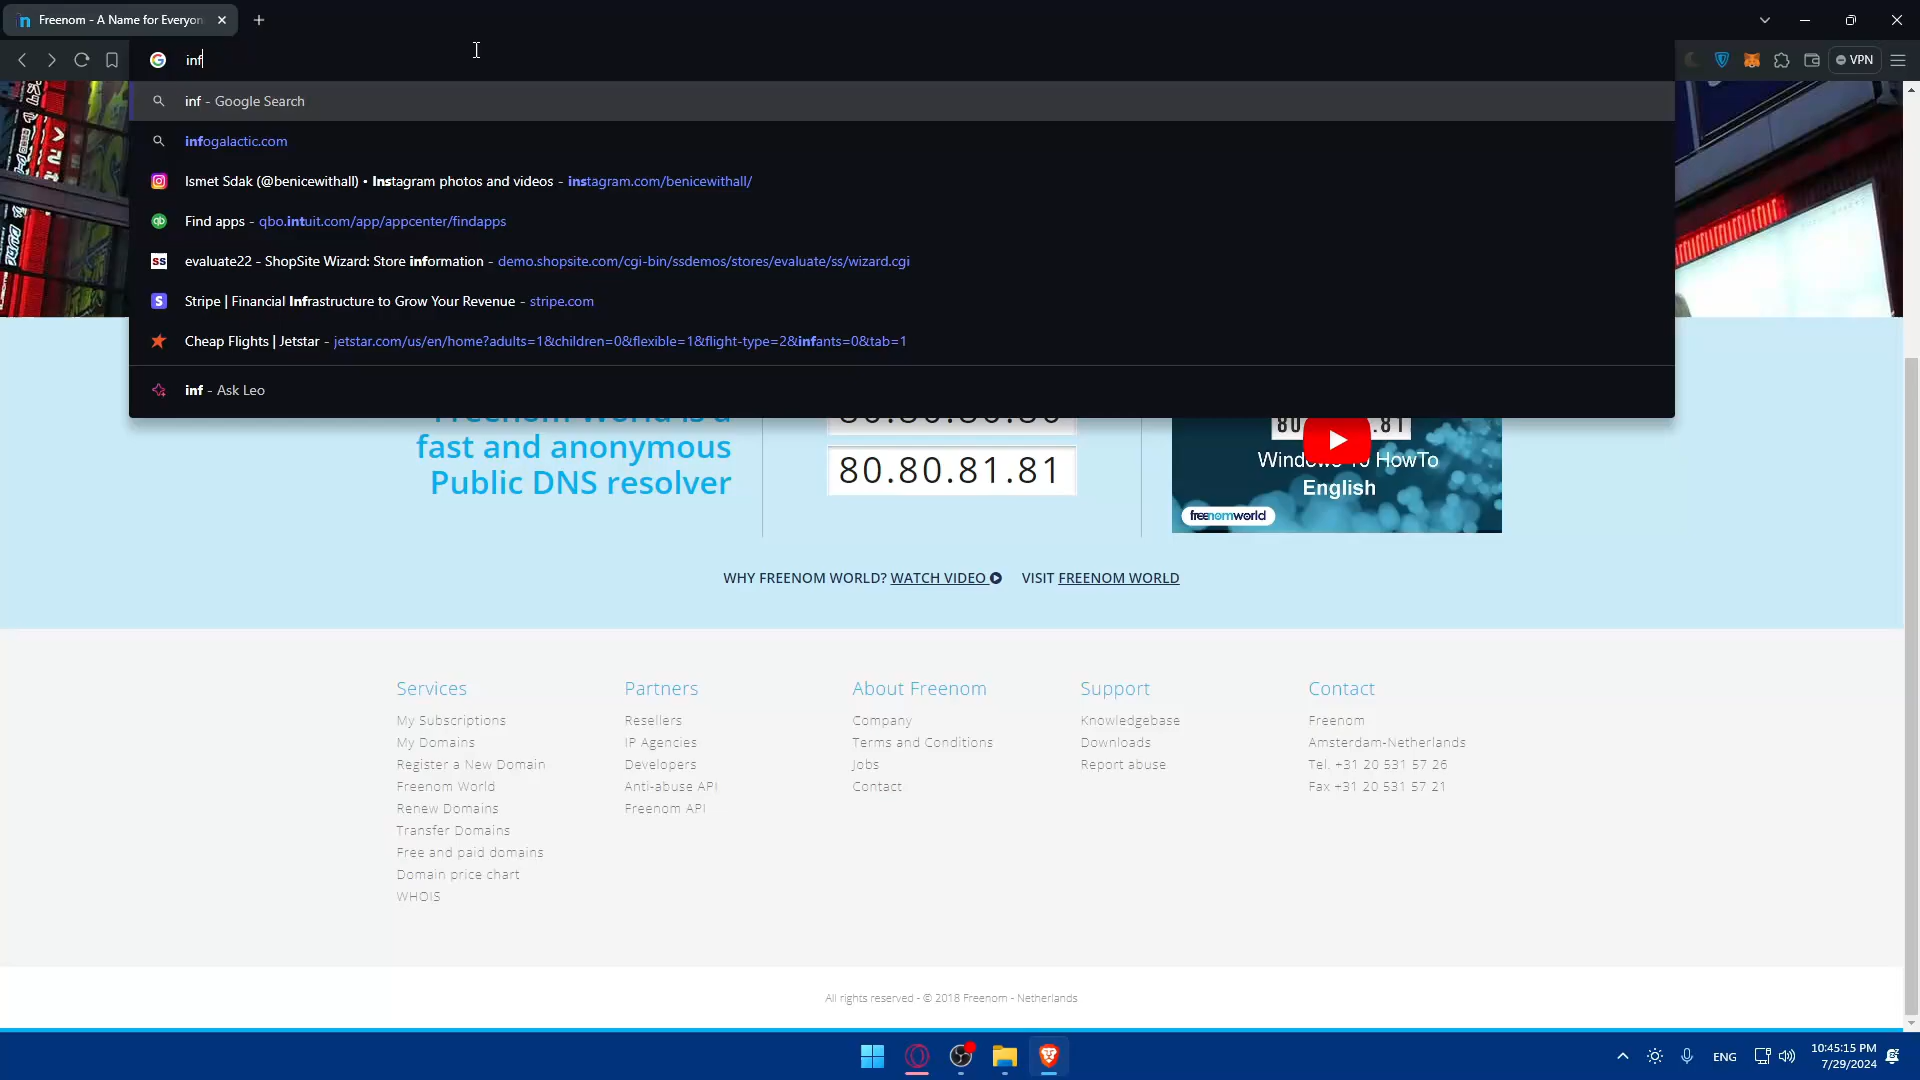 Freenom - A Name for Everyon
inf
VPN
inf - Google Search
infogalactic.com
Ismet Sdak (@benicewithall) • Instagram photos and videos - instagram.com/benicewithall/
Find apps - qbo.intuit.com/app/appcenter/findapps
evaluate22 - ShopSite Wizard: Store information - demo.shopsite.com/cgi-bin/ssdemos/stores/evaluate/ss/wizard.cgi
Stripe | Financial Infrastructure to Grow Your Revenue - stripe.com
Cheap Flights | Jetstar - jetstar.com/us/en/home?adults=1&children=0&flexible=1&flight-type=2&infants=0&tab=1
inf - Ask Leo
Freenom World is a
fast and anonymous
Public DNS resolver
80.80.80.80
80.80.81.81
Windows 10 HowTo
English
freenomworld
WHY FREENOM WORLD? WATCH VIDEO VISIT FREENOM WORLD
Services
My Subscriptions
My Domains
Register a New Domain
Freenom World
Renew Domains
Transfer Domains
Free and paid domains
Domain price chart
WHOIS
Partners
Resellers
IP Agencies
Developers
Anti-abuse API
Freenom API
About Freenom
Company
Terms and Conditions
Jobs
Contact
Support
Knowledgebase
Downloads
Report abuse
Contact
Freenom
Amsterdam-Netherlands
Tel. +31 20 531 57 26
Fax +31 20 531 57 21
All rights reserved - © 2018 Freenom - Netherlands
ENG
10:45:15 PM
7/29/2024